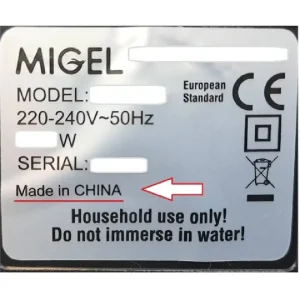 MIGEL
MODEL:
European
Standard
CE
220-240V~50Hz
W
SERIAL:
Made in CHINA
Household use only!
Do not immerse in water!